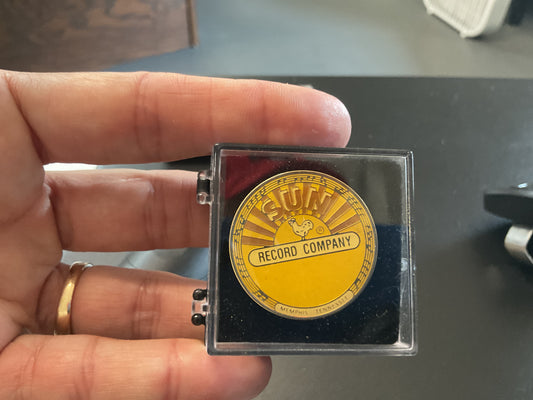 SUN
®
RECORD COMPANY
MEMPHIS, TENNESSEE